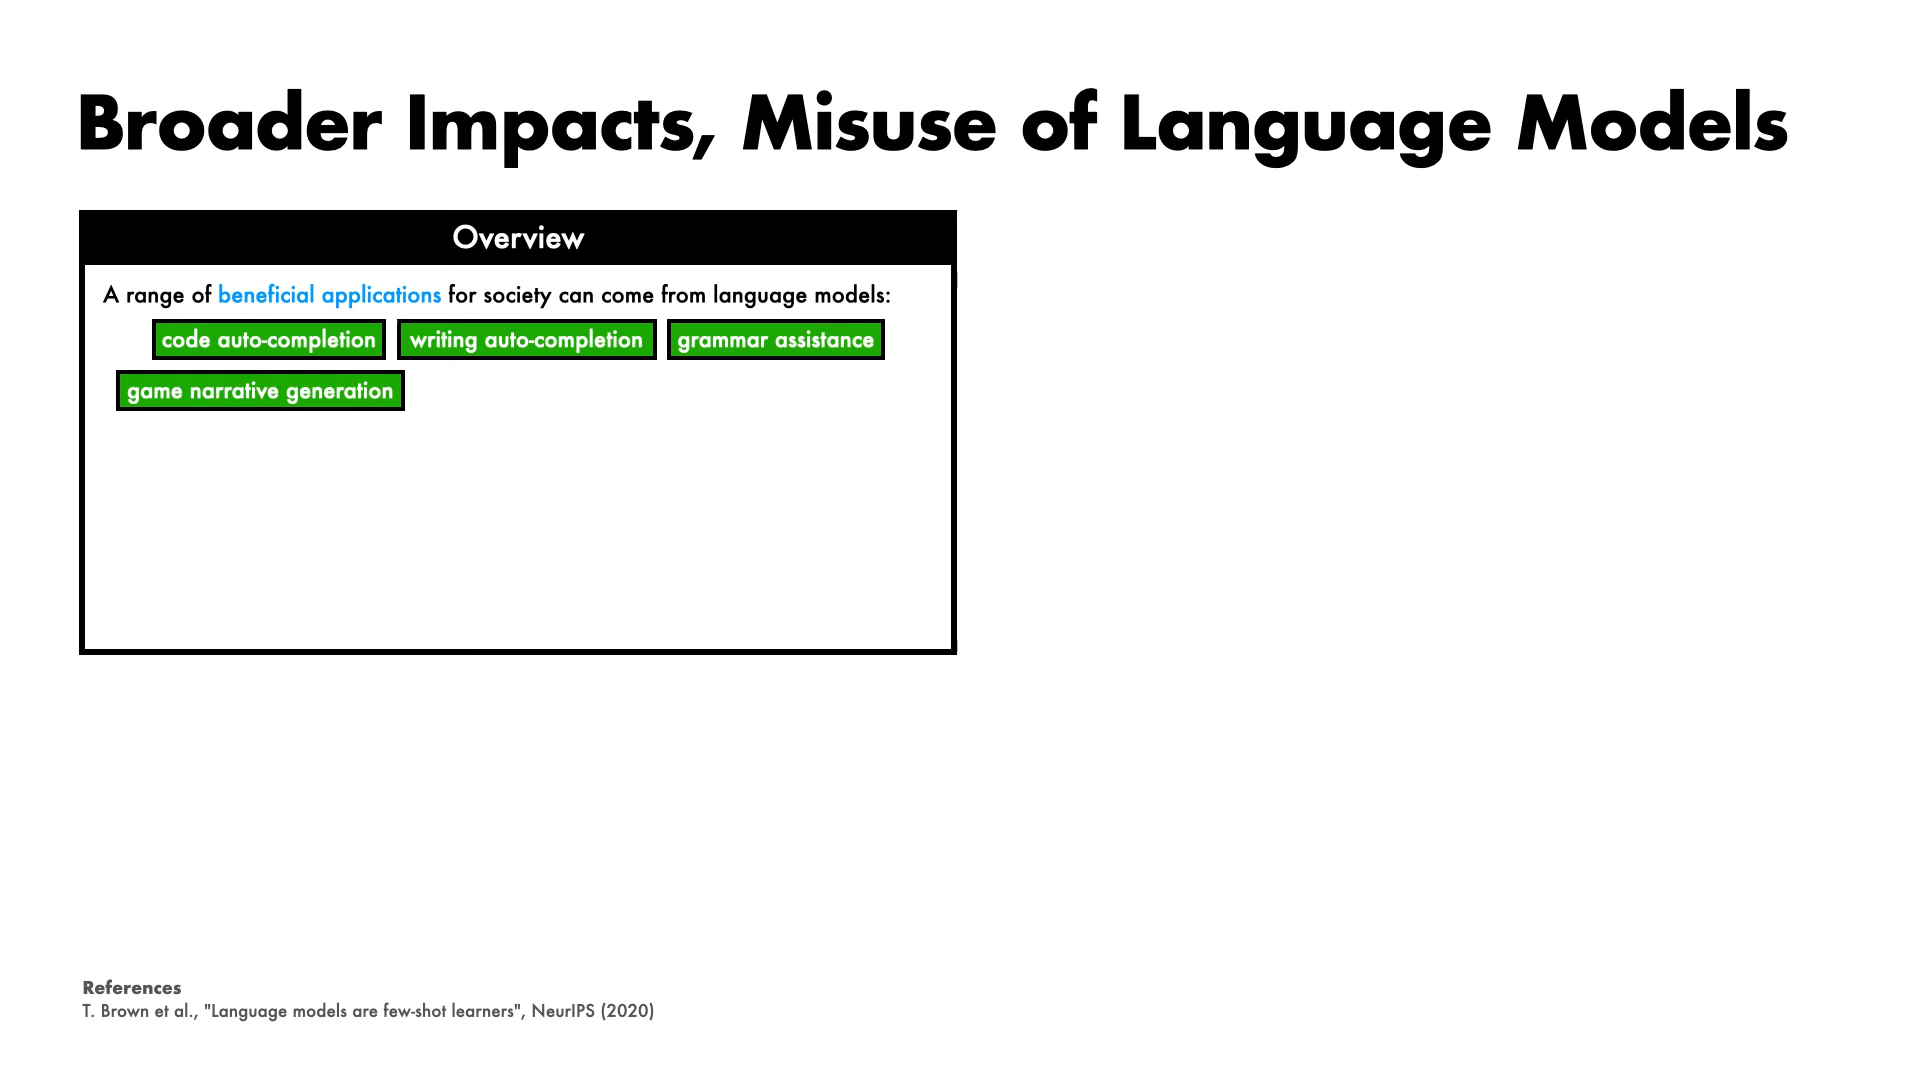 Broader Impacts, Misuse of Language Models
Overview
A range of beneficial applications for society can come from language models:
code auto-completion writing auto-completion grammar assistance
game narrative generation
References
T. Brown et al., "Language models are few-shot learners", NeurIPS (2020)